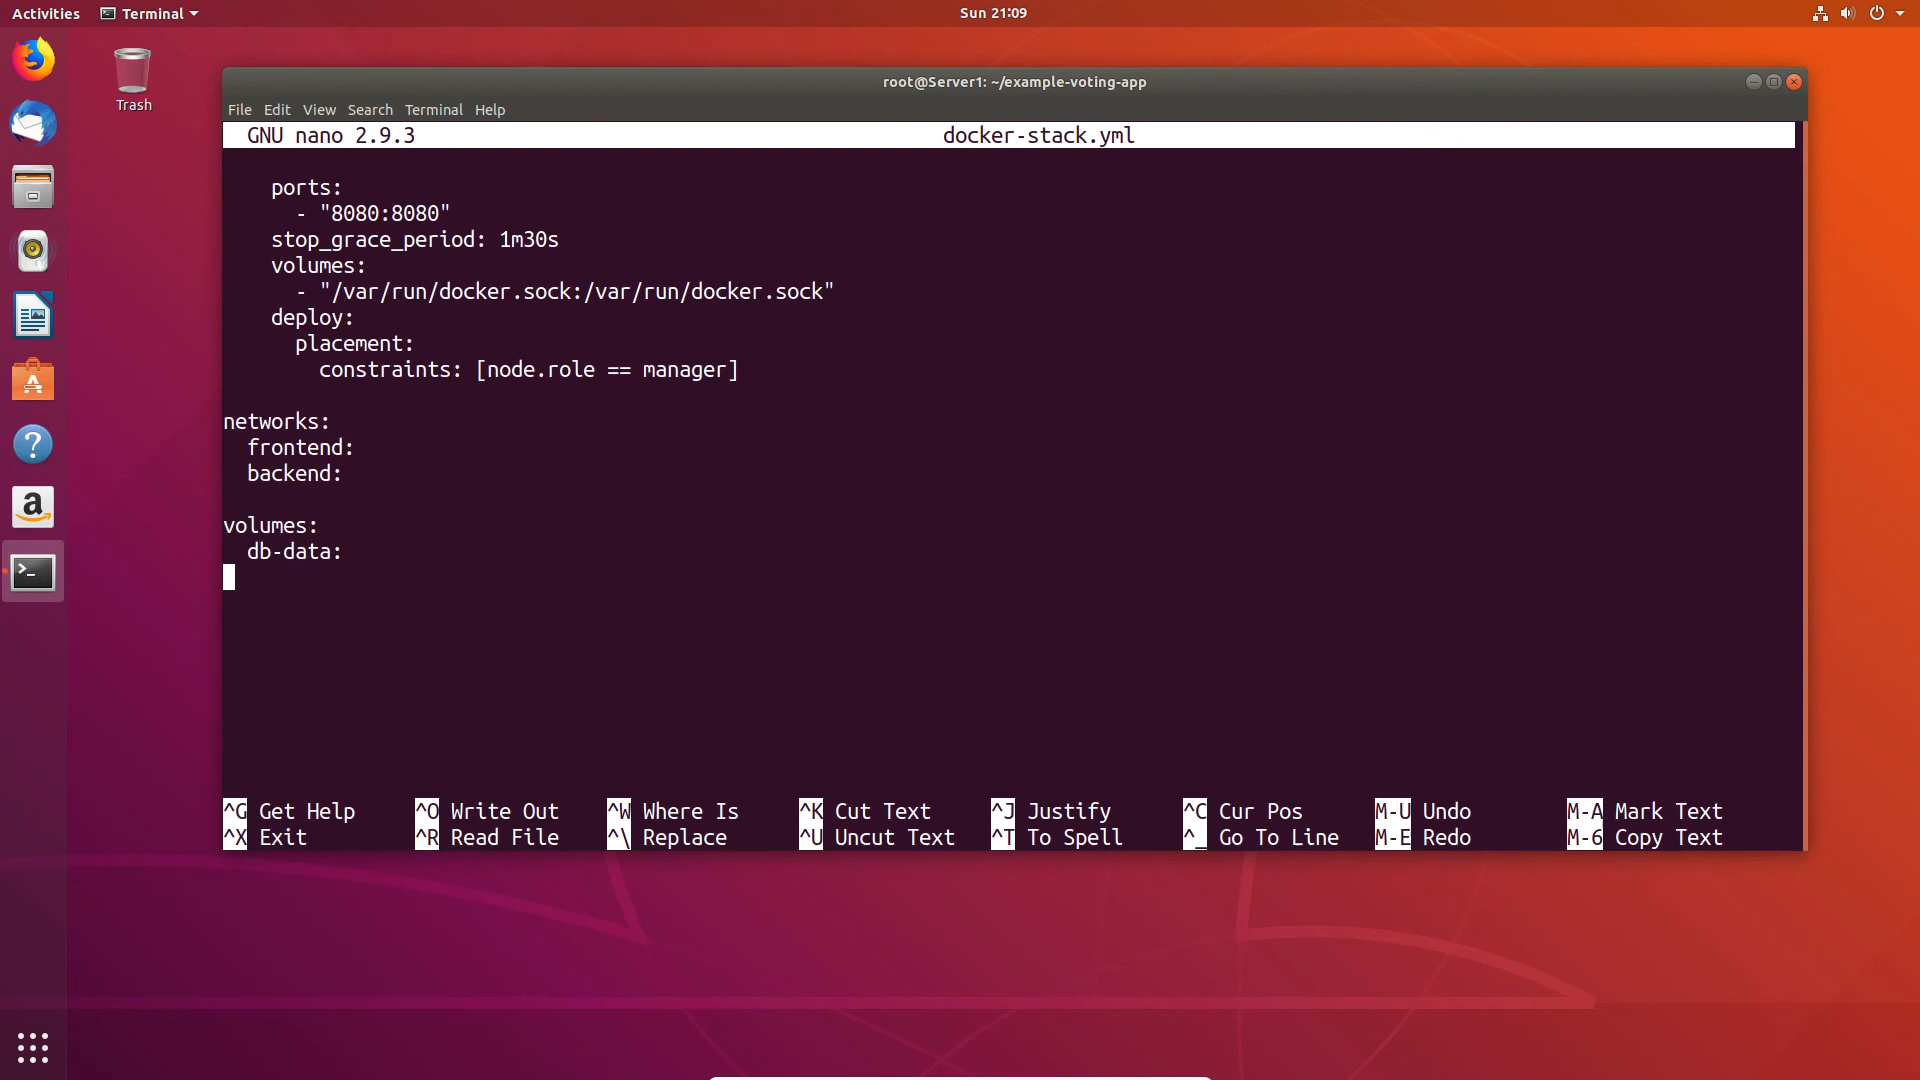 Activities Terminal Sun 21:09
Trash
root@Server1: ~/example-voting-app
File Edit View Search Terminal Help
GNU nano 2.9.3 docker-stack.yml
ports:
- "8080:8080"
stop_grace_period: 1m30s
volumes:
- "/var/run/docker.sock:/var/run/docker.sock"
deploy:
placement:
constraints: [node.role == manager]
networks:
frontend:
backend:
volumes:
db-data:
^G Get Help ^O Write Out ^W Where Is ^K Cut Text ^J Justify ^C Cur Pos M-U Undo M-A Mark Text
^X Exit ^R Read File ^\ Replace ^U Uncut Text ^T To Spell ^_ Go To Line M-E Redo M-6 Copy Text